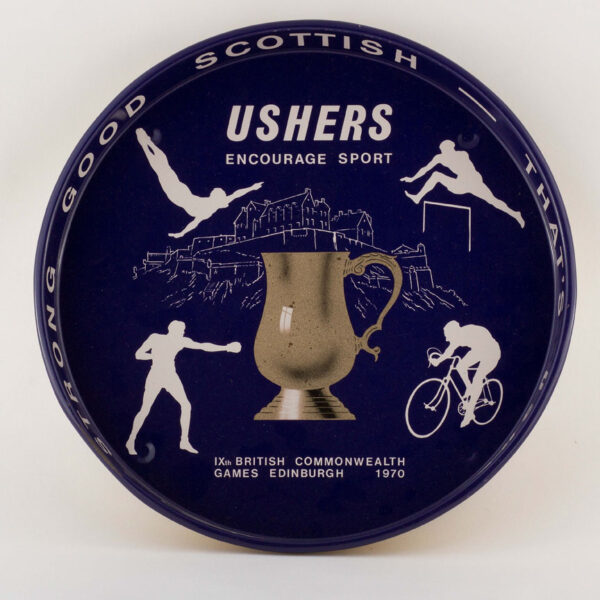 STRONG GOOD SCOTTISH — THAT'S
USHERS
ENCOURAGE SPORT
IXth BRITISH COMMONWEALTH
GAMES EDINBURGH 1970